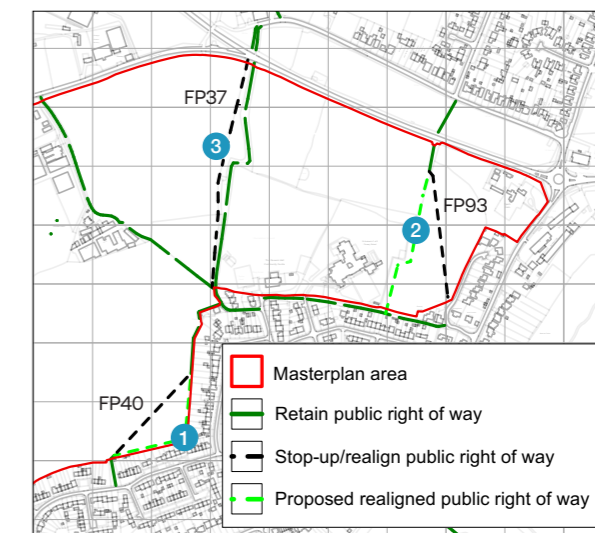 FP37
3
FP93
2
FP40
1
Masterplan area
Retain public right of way
Stop-up/realign public right of way
Proposed realigned public right of way